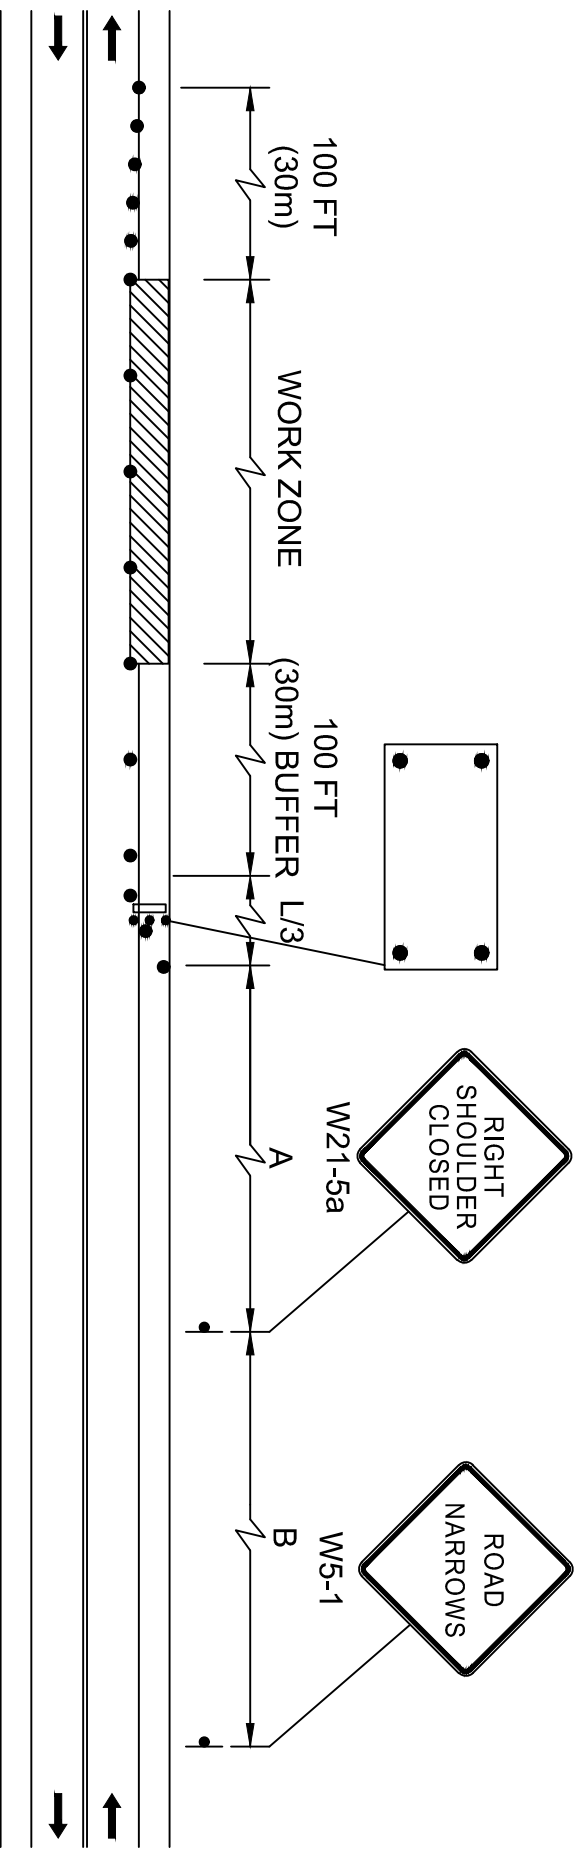 100 FT
(30m)
WORK ZONE
100 FT
(30m) BUFFER
L/3
RIGHT
SHOULDER
CLOSED
W21-5a
A
ROAD
NARROWS
W5-1
B